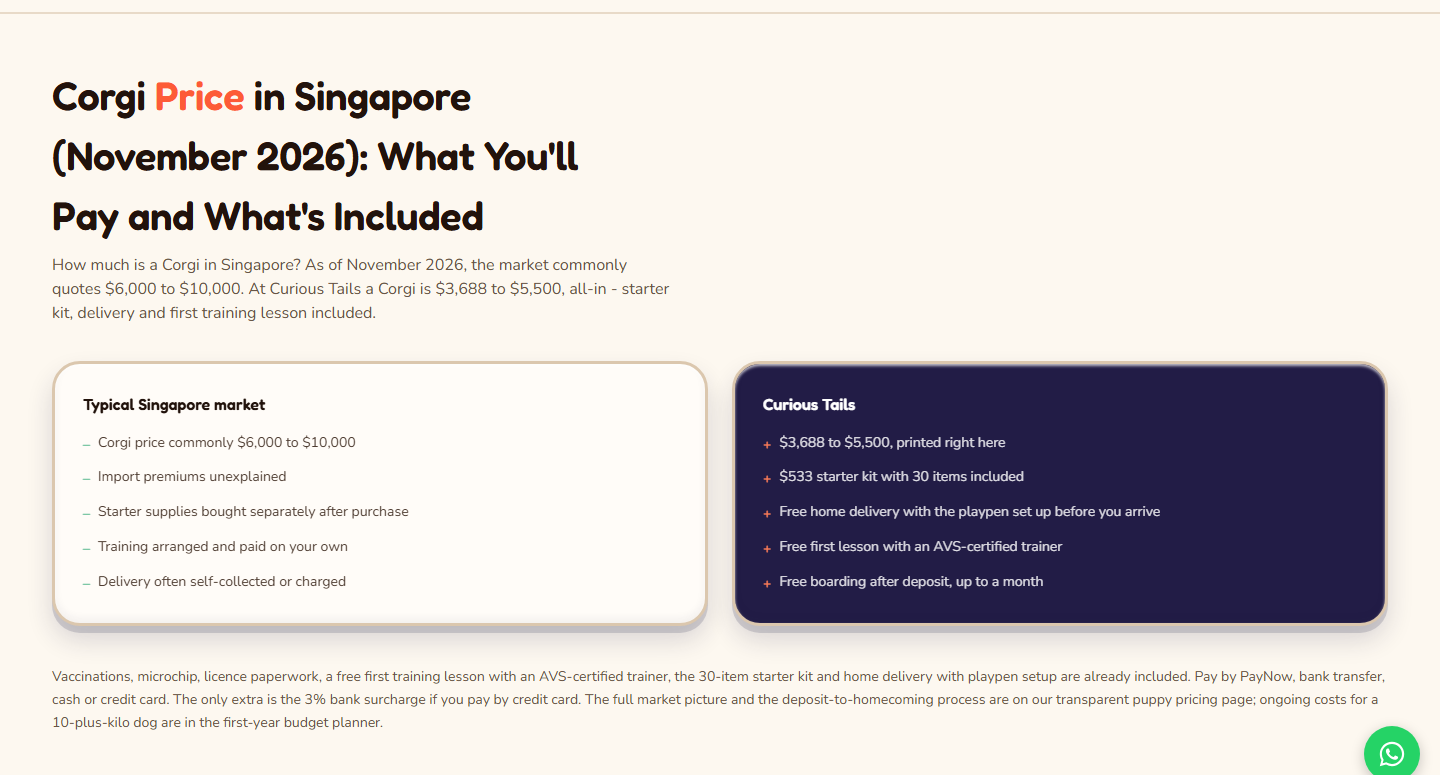 Corgi Price in Singapore
(November 2026): What You'll
Pay and What's Included
How much is a Corgi in Singapore? As of November 2026, the market commonly
quotes $6,000 to $10,000. At Curious Tails a Corgi is $3,688 to $5,500, all-in - starter
kit, delivery and first training lesson included.
Typical Singapore market
– Corgi price commonly $6,000 to $10,000
– Import premiums unexplained
– Starter supplies bought separately after purchase
– Training arranged and paid on your own
– Delivery often self-collected or charged
Curious Tails
+ $3,688 to $5,500, printed right here
+ $533 starter kit with 30 items included
+ Free home delivery with the playpen set up before you arrive
+ Free first lesson with an AVS-certified trainer
+ Free boarding after deposit, up to a month
Vaccinations, microchip, licence paperwork, a free first training lesson with an AVS-certified trainer, the 30-item starter kit and home delivery with playpen setup are already included. Pay by PayNow, bank transfer,
cash or credit card. The only extra is the 3% bank surcharge if you pay by credit card. The full market picture and the deposit-to-homecoming process are on our transparent puppy pricing page; ongoing costs for a
10-plus-kilo dog are in the first-year budget planner.